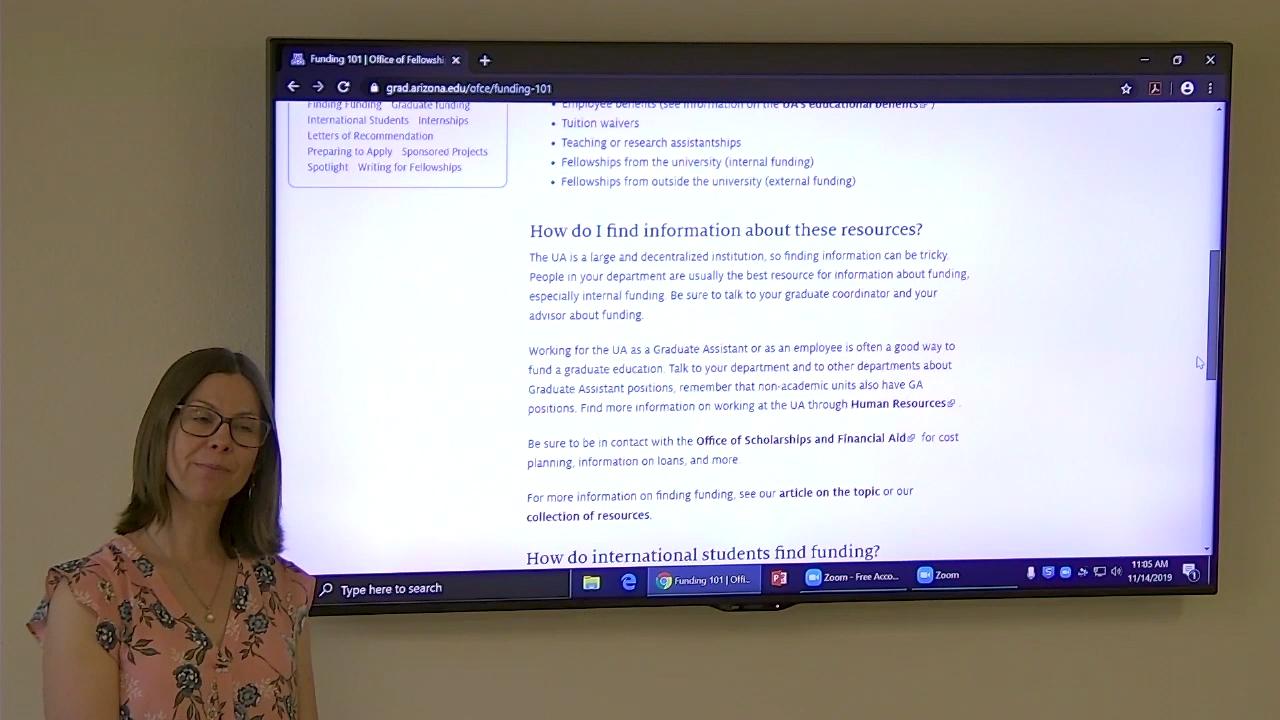 Funding 101 | Office of Fellowshi
grad.arizona.edu/ofce/funding-101
Finding Funding Graduate funding
International Students Internships
Letters of Recommendation
Preparing to Apply Sponsored Projects
Spotlight Writing for Fellowships
Employee benefits (see information on the UA's educational benefits )
• Tuition waivers
• Teaching or research assistantships
• Fellowships from the university (internal funding)
• Fellowships from outside the university (external funding)
How do I find information about these resources?
The UA is a large and decentralized institution, so finding information can be tricky.
People in your department are usually the best resource for information about funding,
especially internal funding. Be sure to talk to your graduate coordinator and your
advisor about funding.
Working for the UA as a Graduate Assistant or as an employee is often a good way to
fund a graduate education. Talk to your department and to other departments about
Graduate Assistant positions, remember that non-academic units also have GA
positions. Find more information on working at the UA through Human Resources .
Be sure to be in contact with the Office of Scholarships and Financial Aid for cost
planning, information on loans, and more.
For more information on finding funding, see our article on the topic or our
collection of resources.
How do international students find funding?
Type here to search
Funding 101 | Offi...
Zoom - Free Acco...
Zoom
11:05 AM
11/14/2019
1